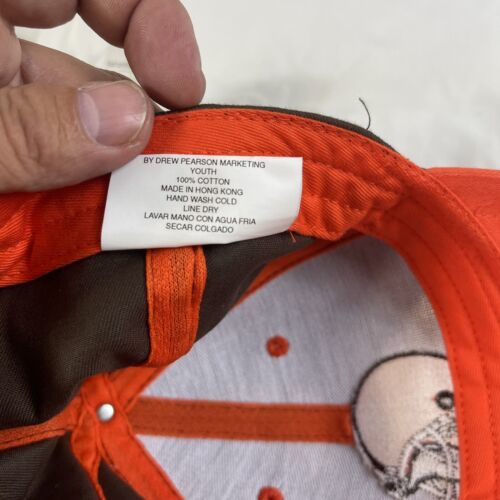 BY DREW PEARSON MARKETING
YOUTH
100% COTTON
MADE IN HONG KONG
HAND WASH COLD
LINE DRY
LAVAR MANO CON AGUA FRIA
SECAR COLGADO